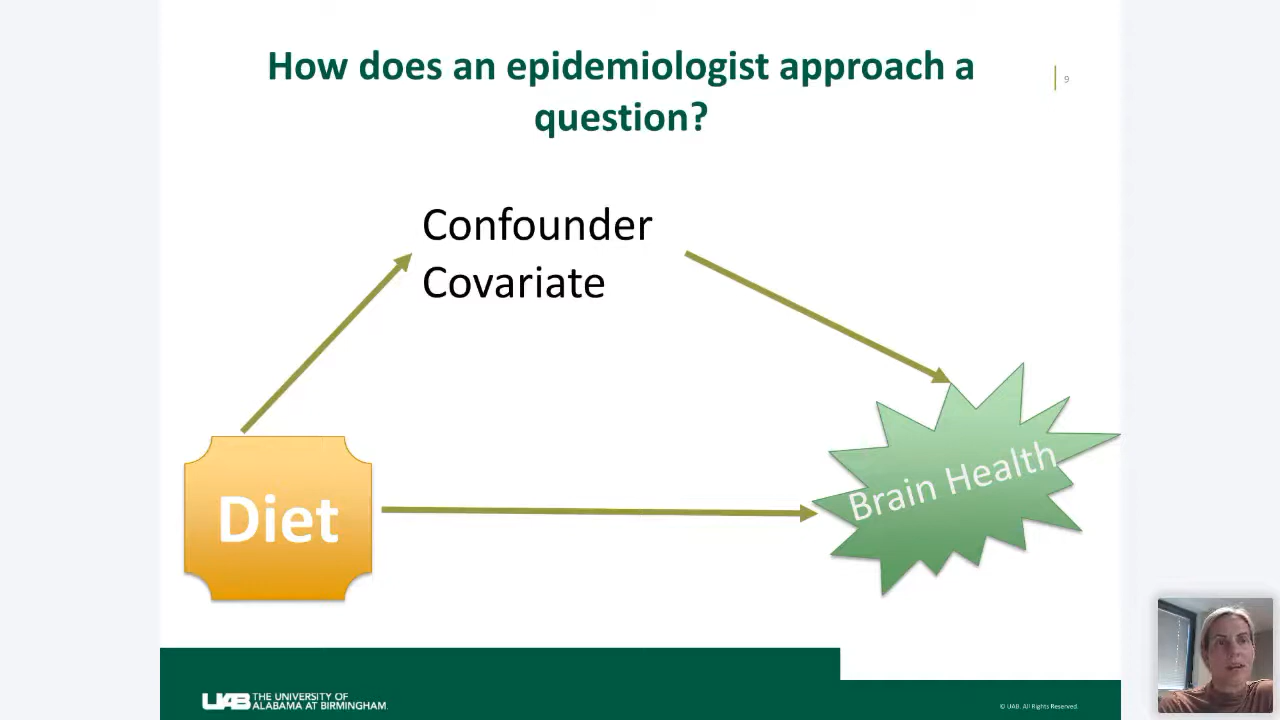 How does an epidemiologist approach a
question?
9
Confounder
Covariate
Diet
Brain Health
UAB THE UNIVERSITY OF
ALABAMA AT BIRMINGHAM.
© UAB. All Rights Reserved.